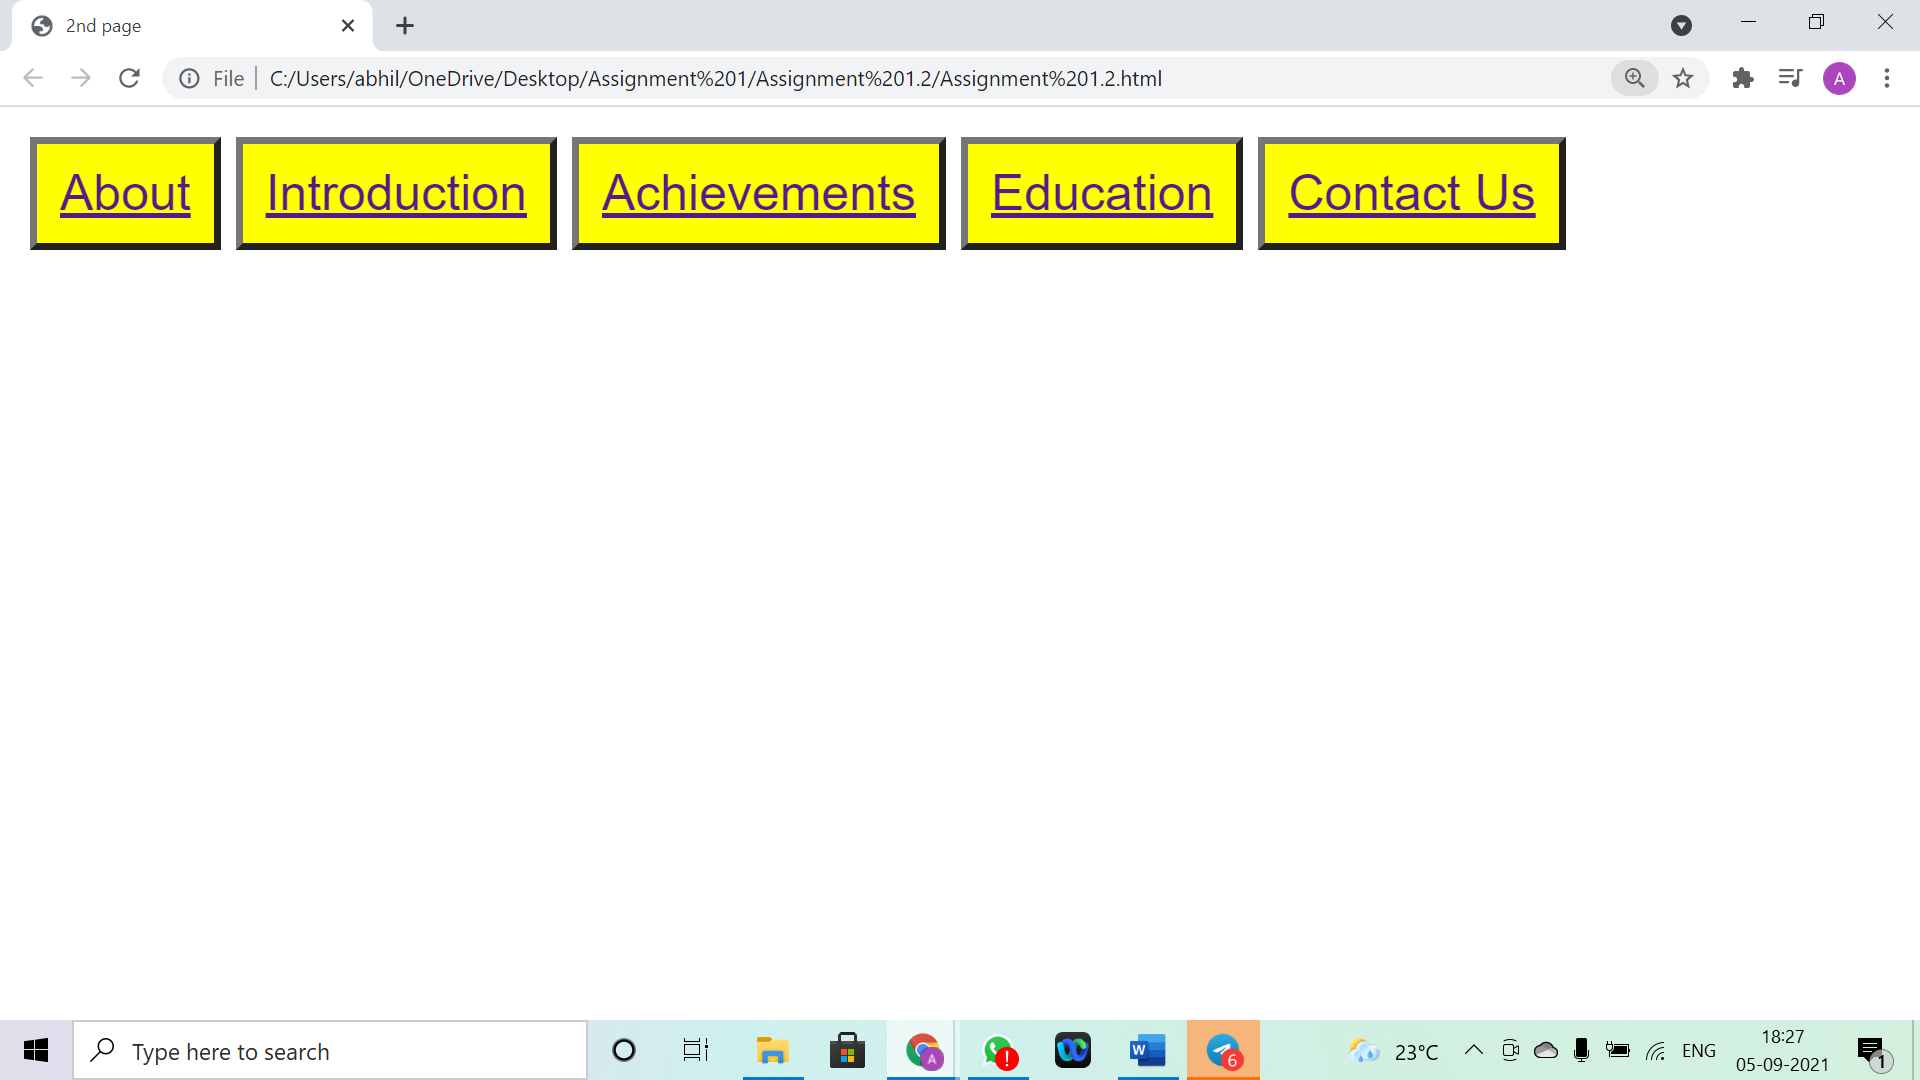 2nd page
File
C:/Users/abhil/OneDrive/Desktop/Assignment%201/Assignment%201.2/Assignment%201.2.html
A
About Introduction Achievements Education Contact Us
Type here to search
A
!
W
6
23°C
ENG
18:27
05-09-2021
1